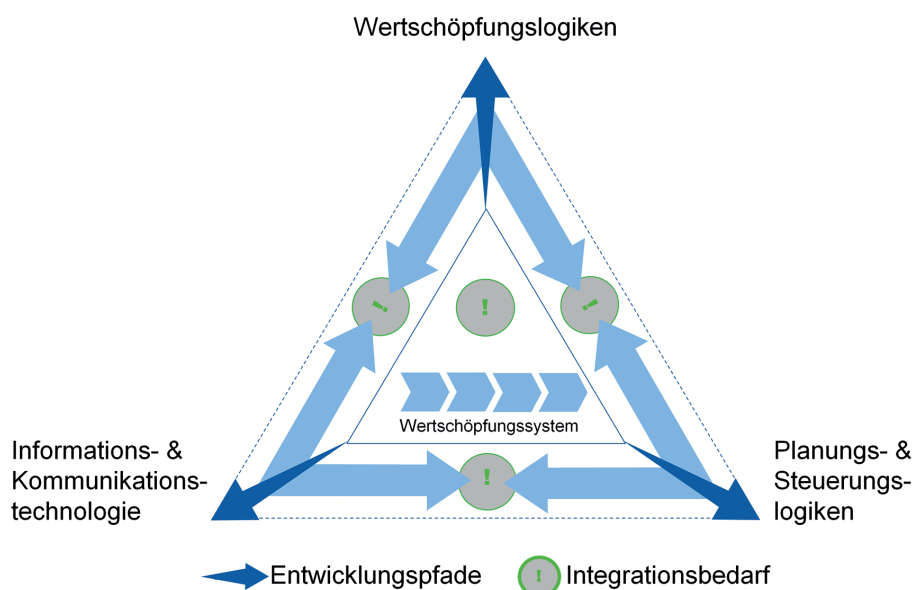 Wertschöpfungslogiken
!
!
!
Wertschöpfungssystem
Informations- &
Kommunikations-
technologie
!
Planungs- &
Steuerungs-
logiken
Entwicklungspfade
!
Integrationsbedarf